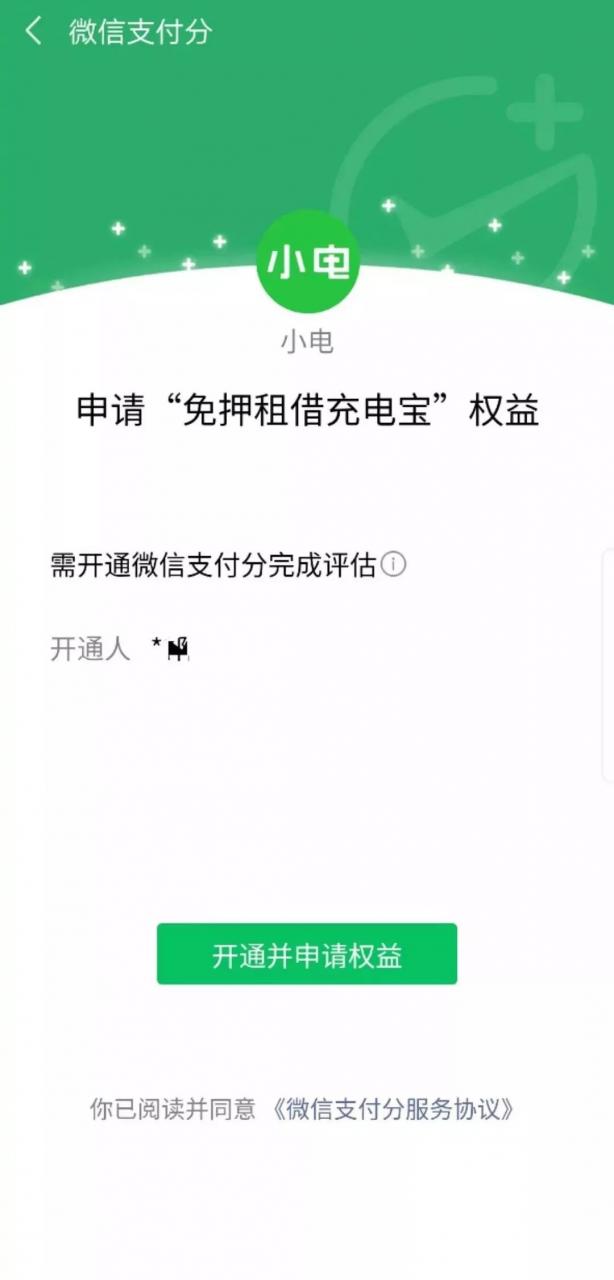 微信支付分
小电
小电
申请“免押租借充电宝”权益
需开通微信支付分完成评估
开通人 *
开通并申请权益
你已阅读并同意《微信支付分服务协议》